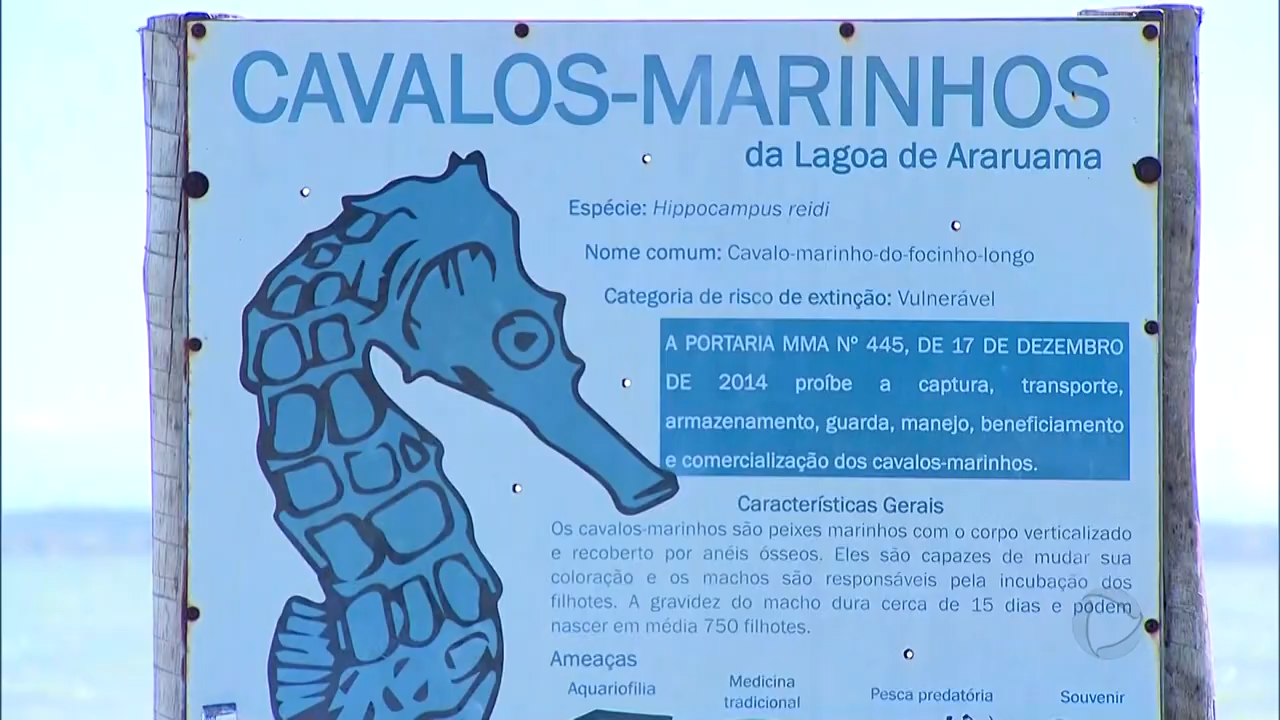 CAVALOS-MARINHOS
da Lagoa de Araruama
Espécie: Hippocampus reidi
Nome comum: Cavalo-marinho-do-focinho-longo
Categoria de risco de extinção: Vulnerável
A PORTARIA MMA Nº 445, DE 17 DE DEZEMBRO
DE 2014 proíbe a captura, transporte,
armazenamento, guarda, manejo, beneficiamento
e comercialização dos cavalos-marinhos.
Características Gerais
Os cavalos-marinhos são peixes marinhos com o corpo verticalizado
e recoberto por anéis ósseos. Eles são capazes de mudar sua
coloração e os machos são responsáveis pela incubação dos
filhotes. A gravidez do macho dura cerca de 15 dias e podem
nascer em média 750 filhotes.
Ameaças
Aquariofilia
Medicina
tradicional
Pesca predatória
Souvenir